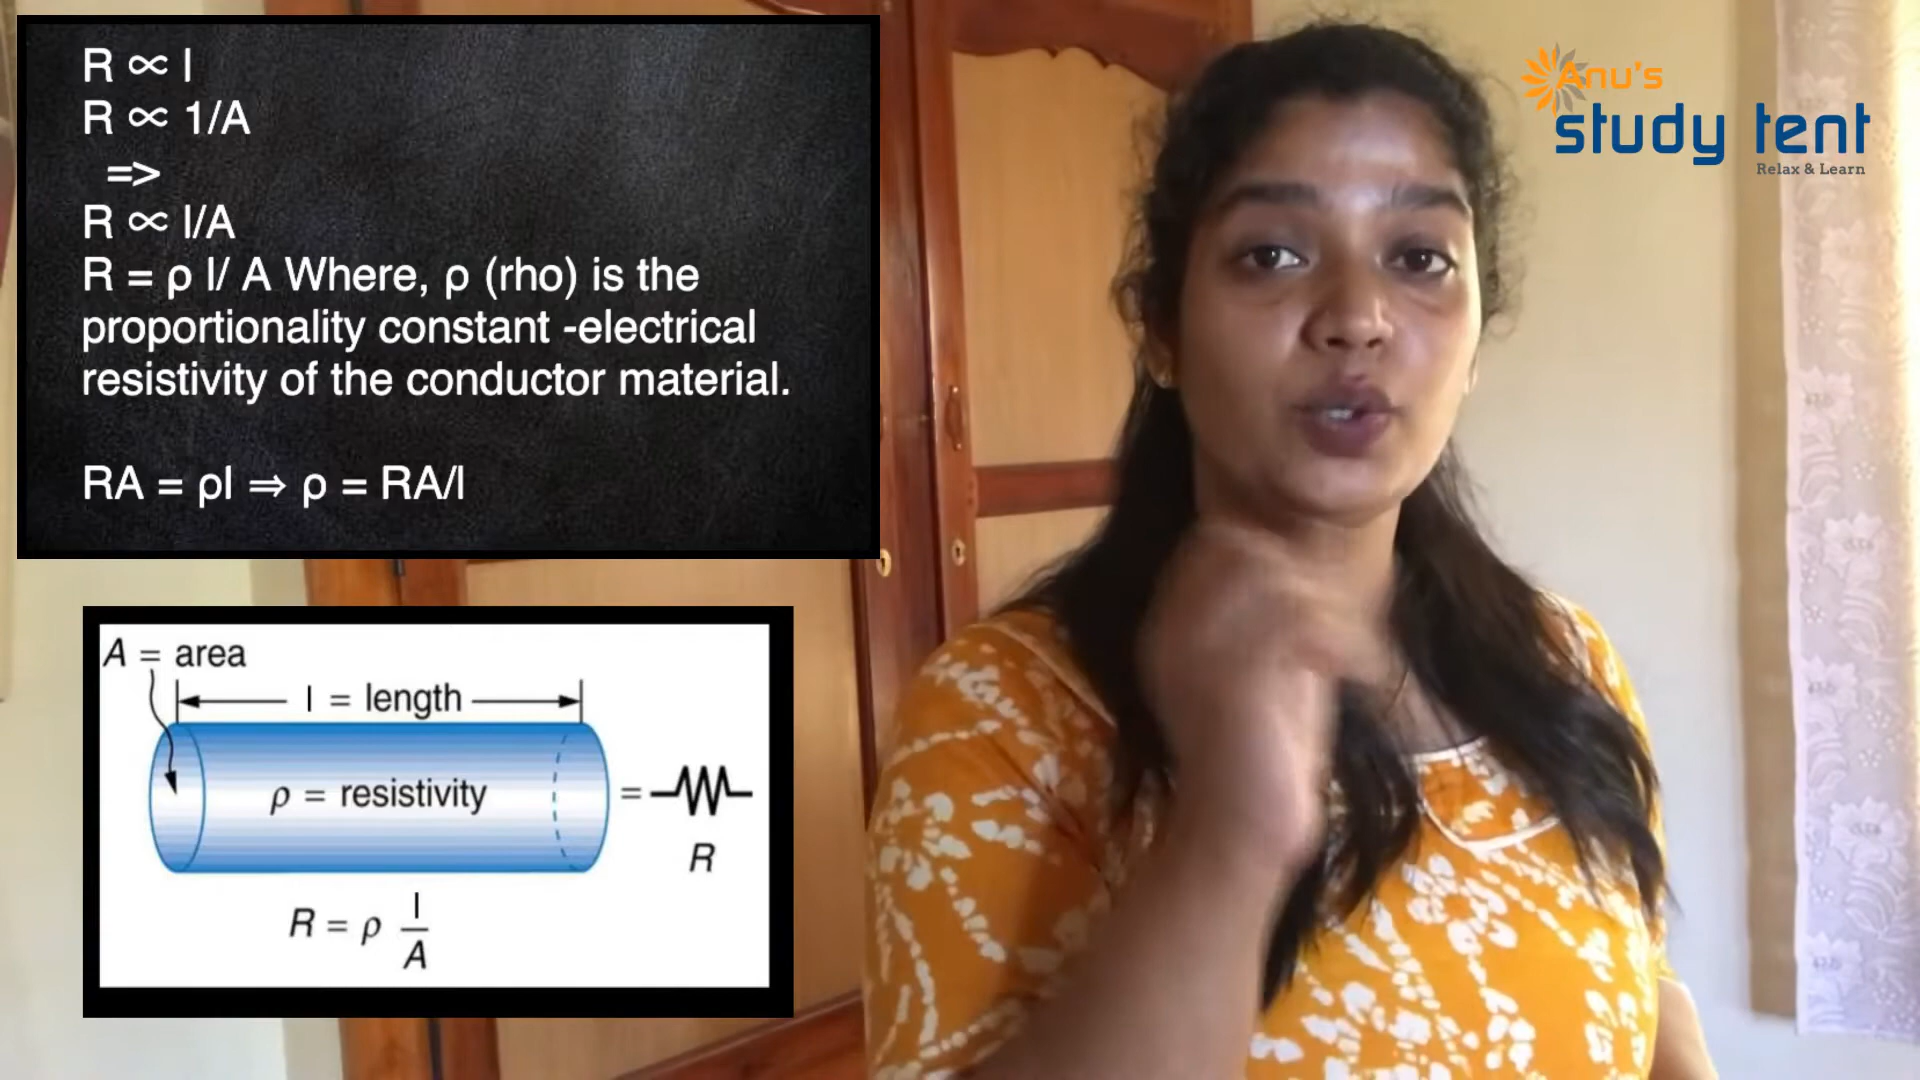 R ∝ l
R ∝ 1/A
=>
R ∝ l/A
R = ρ l/ A Where, ρ (rho) is the
proportionality constant -electrical
resistivity of the conductor material.
RA = ρl ⇒ ρ = RA/l
A = area
l = length
ρ = resistivity
=
R
R = ρ l/A
Anu's
study tent
Relax & Learn